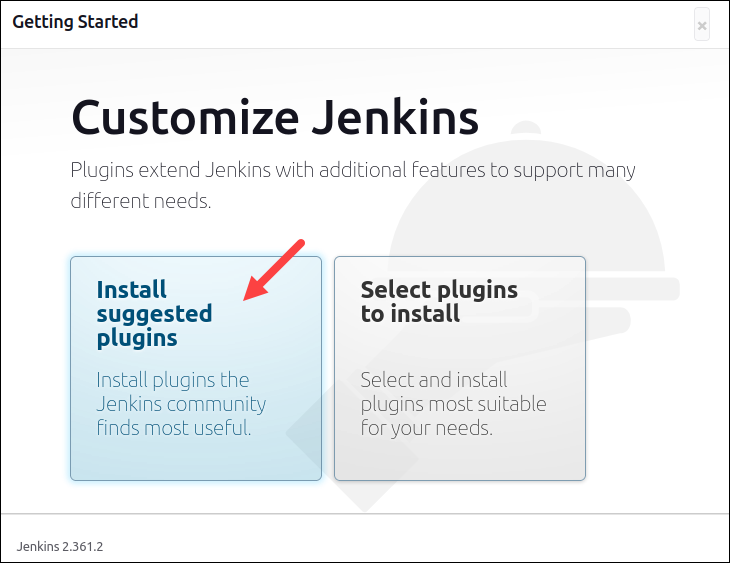 Getting Started
×
Customize Jenkins
Plugins extend Jenkins with additional features to support many
different needs.
Install
suggested
plugins
Install plugins the
Jenkins community
finds most useful.
Select plugins
to install
Select and install
plugins most suitable
for your needs.
Jenkins 2.361.2